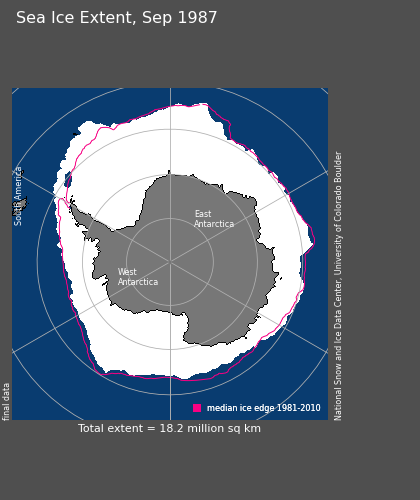 Sea Ice Extent, Sep 1987
South America
East
Antarctica
West
Antarctica
National Snow and Ice Data Center, University of Colorado Boulder
final data
median ice edge 1981-2010
Total extent = 18.2 million sq km